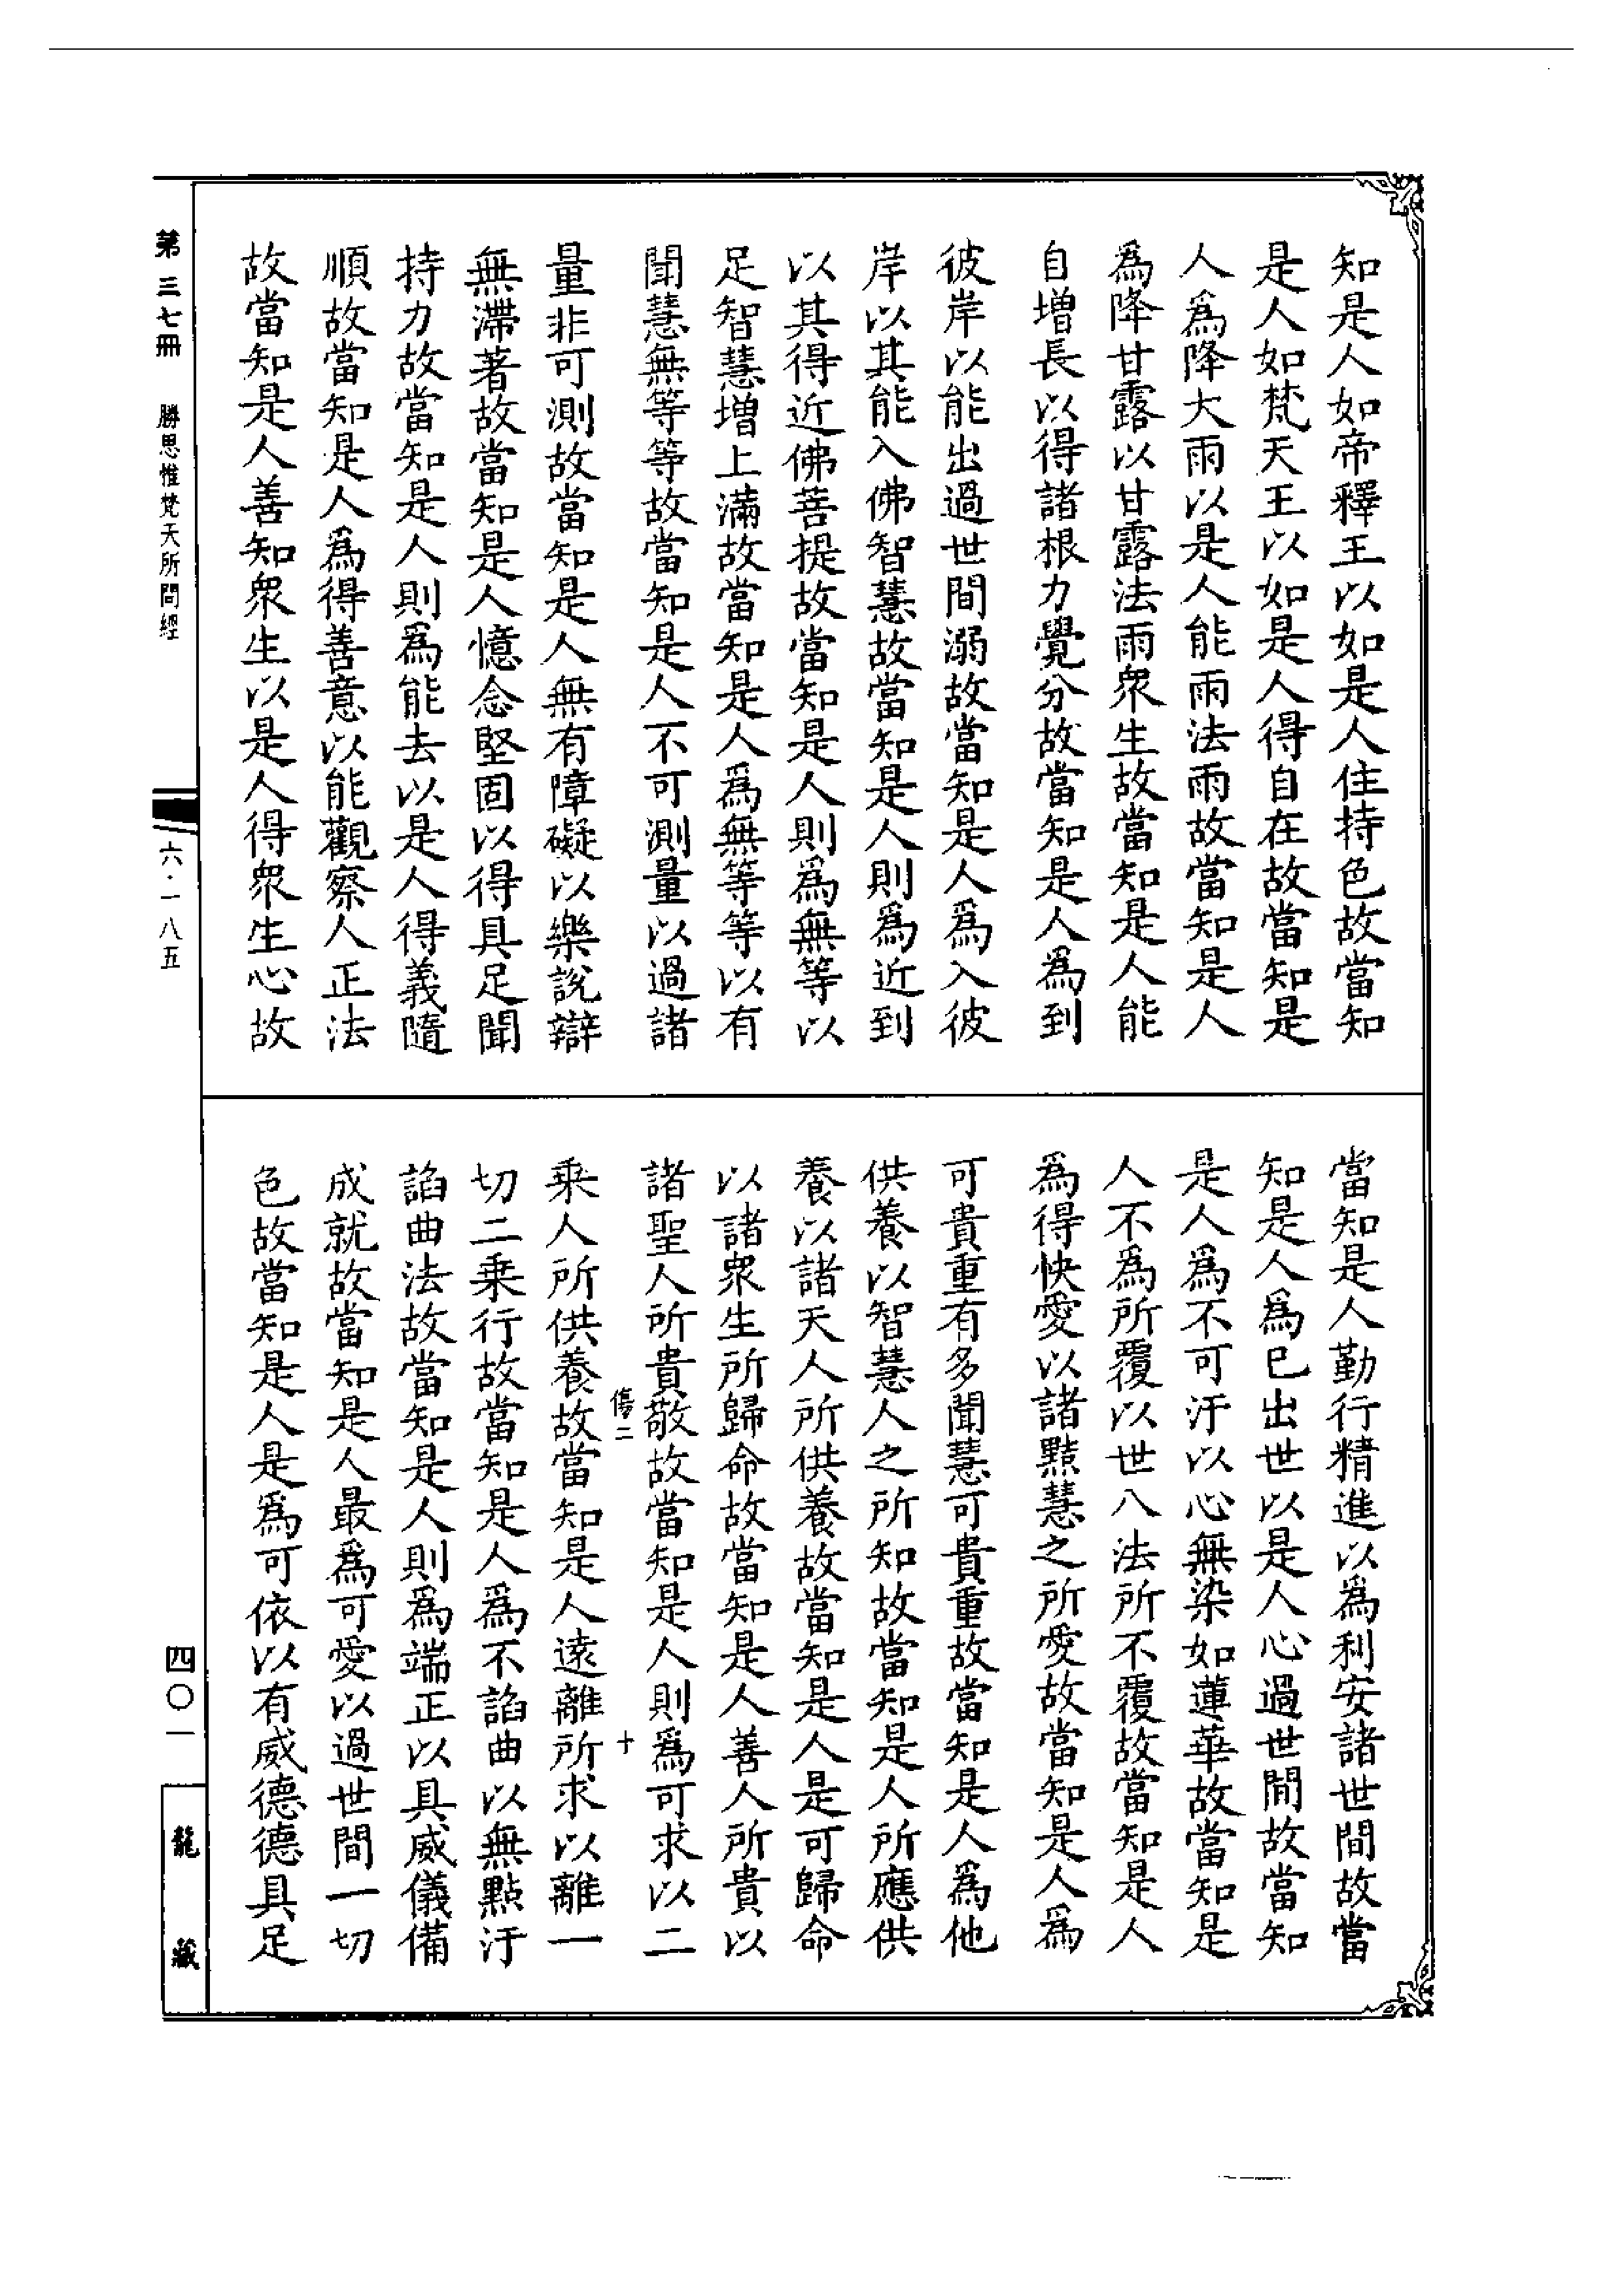 知是人如帝釋王以如是人住持色故當知
是人如梵天王以如是人得自在故當知是
人為降大雨以是人能雨法雨故當知是人
為降甘露以甘露法雨衆生故當知是人能
自增長以得諸根力覺分故當知是人為到
彼岸以能出過世間溺故當知是人為入彼
岸以其能入佛智慧故當知是人則為近到
以其得近佛菩提故當知是人則為無等以
足智慧增上滿故當知是人為無等等以有
聞慧無等等故當知是人不可測量以過諸
量非可測故當知是人無有障礙以樂說辯
無滯著故當知是人憶念堅固以得具足聞
持力故當知是人則為能去以是人得義隨
順故當知是人為得善意以能觀察人正法
故當知是人善知衆生以是人得衆生心故
當知是人勤行精進以為利安諸世間故當
知是人為已出世以是人心過世間故當知
是人為不可汙以心無染如蓮華故當知是
人不為所覆以世八法所不覆故當知是人
為得快愛以諸黠慧之所愛故當知是人為
可貴重有多聞慧可貴重故當知是人為他
供養以智慧人之所知故當知是人所應供
養以諸天人所供養故當知是人是可歸命
以諸衆生所歸命故當知是人善人所貴以
諸聖人所貴敬故當知是人則為可求以二
傷二 十
乘人所供養故當知是人遠離所求以離一
切二乘行故當知是人為不諂曲以無點汙
諂曲法故當知是人則為端正以具威儀備
成就故當知是人最為可愛以過世間一切
色故當知是人是為可依以有威德德具足
第三七冊 勝思惟梵天所問經
六·一八五
四〇一
龍藏